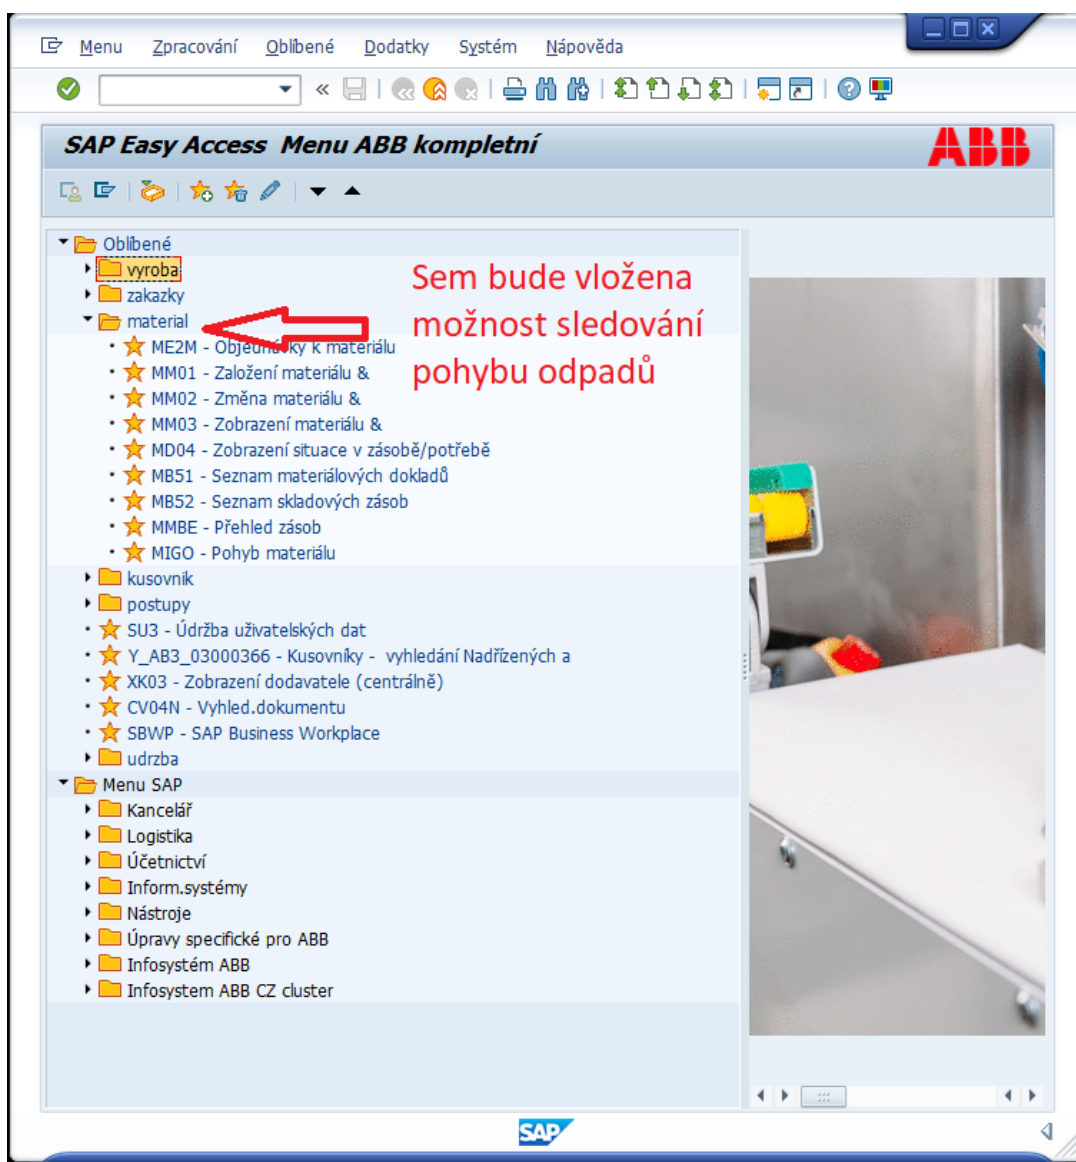 Menu Zpracování Oblíbené Dodatky Systém Nápověda
SAP Easy Access Menu ABB kompletní
ABB
Oblíbené
vyroba
zakazky
material
ME2M - Objednávky k materiálu
MM01 - Založení materiálu &
MM02 - Změna materiálu &
MM03 - Zobrazení materiálu &
MD04 - Zobrazení situace v zásobě/potřebě
MB51 - Seznam materiálových dokladů
MB52 - Seznam skladových zásob
MMBE - Přehled zásob
MIGO - Pohyb materiálu
Sem bude vložena
možnost sledování
pohybu odpadů
kusovnik
postupy
SU3 - Údržba uživatelských dat
Y_AB3_03000366 - Kusovníky - vyhledání Nadřízených a
XK03 - Zobrazení dodavatele (centrálně)
CV04N - Vyhled.dokumentu
SBWP - SAP Business Workplace
udrzba
Menu SAP
Kancelář
Logistika
Účetnictví
Inform.systémy
Nástroje
Úpravy specifické pro ABB
Infosystém ABB
Infosystem ABB CZ cluster
SAP